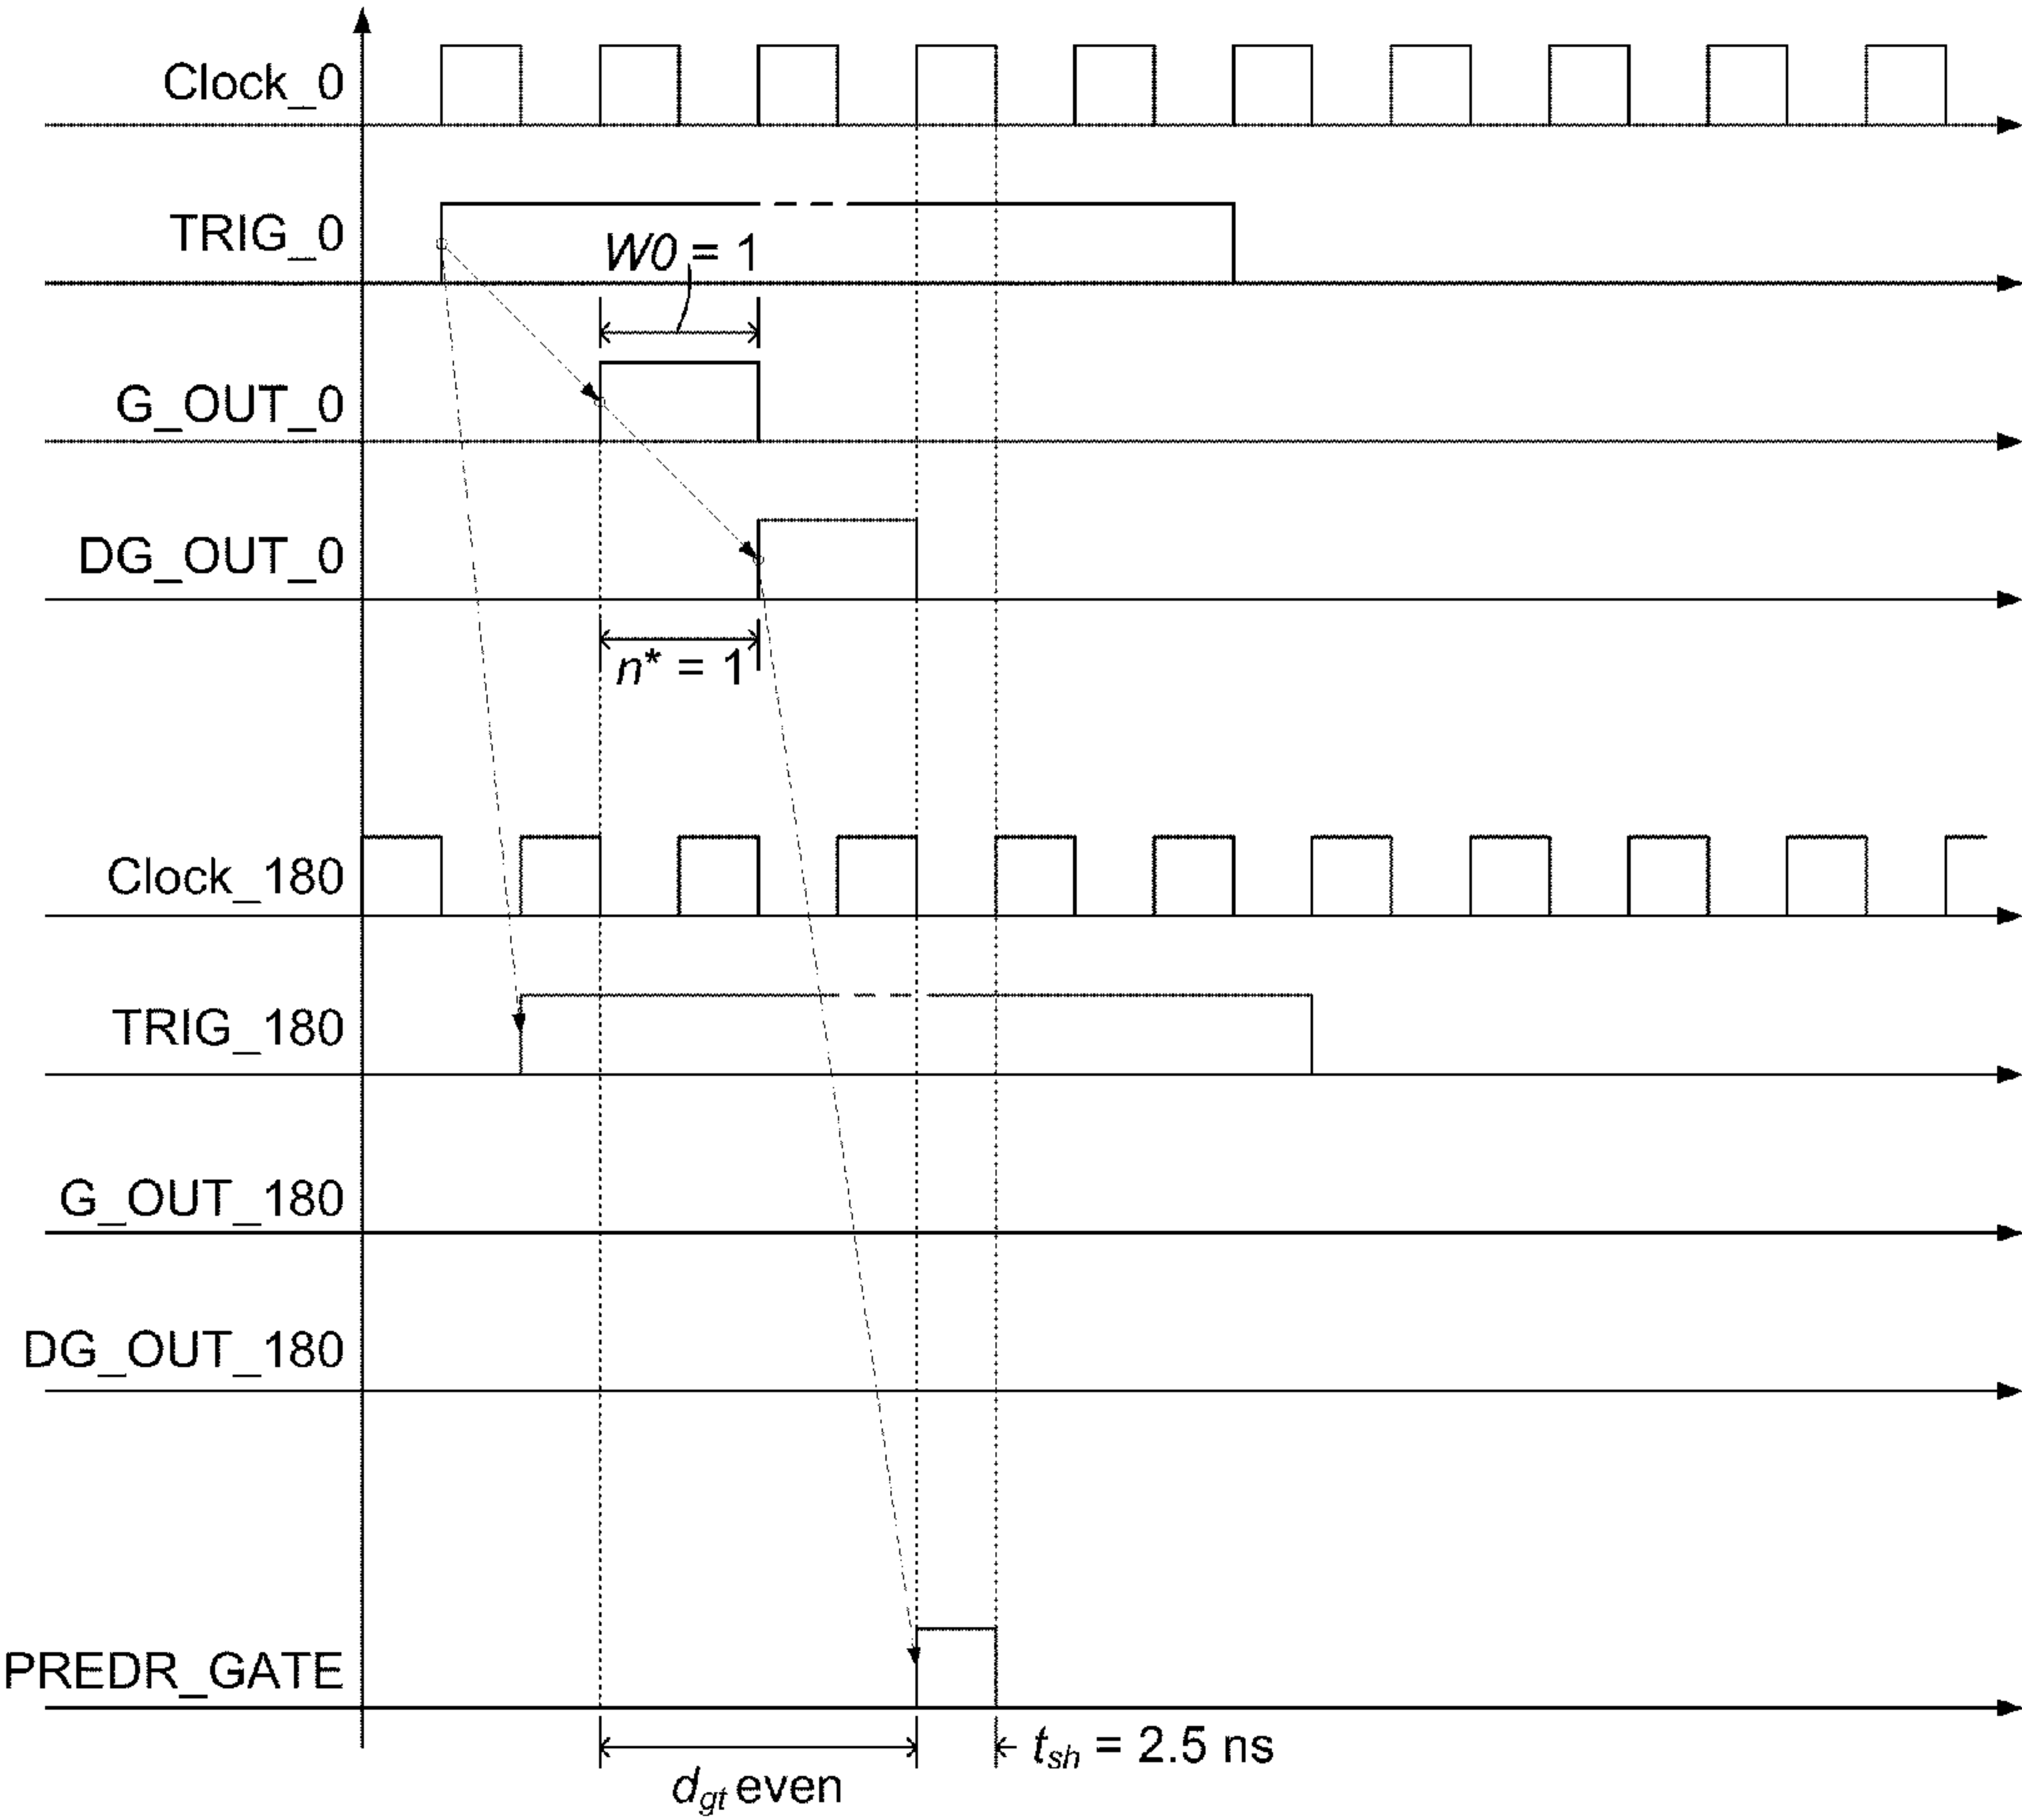 Clock_0
TRIG_0
W0 = 1
G_OUT_0
DG_OUT_0
n* = 1
Clock_180
TRIG_180
G_OUT_180
DG_OUT_180
PREDR_GATE
tsh = 2.5 ns
dgt even